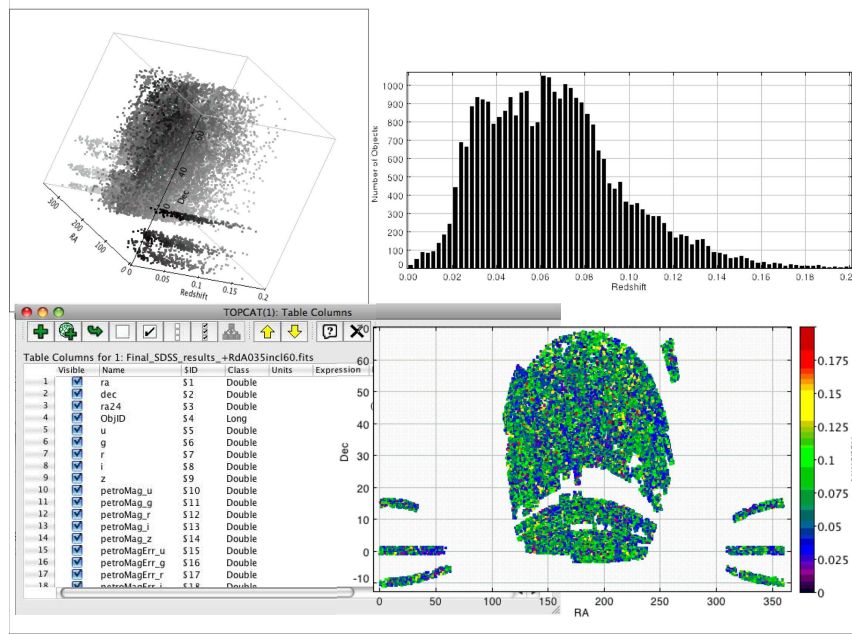 300
200
100
0
RA
60
40
Dec
0
0.05
0.1
0.15
0.2
Redshift
1000
900
800
700
600
500
400
300
200
100
0
Number of Objects
0.00 0.02 0.04 0.06 0.08 0.10 0.12 0.14 0.16 0.18 0.2
Redshift
TOPCAT(1): Table Columns
Table Columns for 1: Final_SDSS_results_+RdA035incl60.fits
Visible Name $ID Class Units Expression
1 ra $1 Double
2 dec $2 Double
3 ra24 $3 Double
4 ObjID $4 Long
5 u $5 Double
6 g $6 Double
7 r $7 Double
8 i $8 Double
9 z $9 Double
10 petroMag_u $10 Double
11 petroMag_g $11 Double
12 petroMag_r $12 Double
13 petroMag_i $13 Double
14 petroMag_z $14 Double
15 petroMagErr_u $15 Double
16 petroMagErr_g $16 Double
17 petroMagErr_r $17 Double
18 petroMagErr_i $18 Double
70
60
50
40
30
20
10
0
-10
Dec
0 50 100 150 200 250 300 350
RA
0.175
0.15
0.125
0.1
0.075
0.05
0.025
0